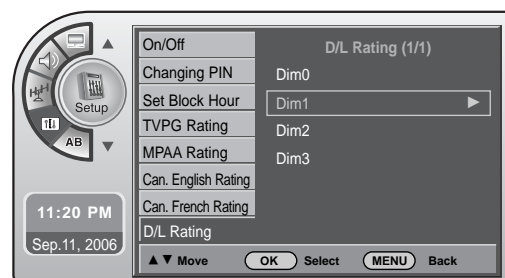 Setup
AB
11:20 PM
Sep.11, 2006
On/Off
Changing PIN
Set Block Hour
TVPG Rating
MPAA Rating
Can. English Rating
Can. French Rating
D/L Rating
D/L Rating (1/1)
Dim0
Dim1 ▶
Dim2
Dim3
▲▼ Move OK Select MENU Back